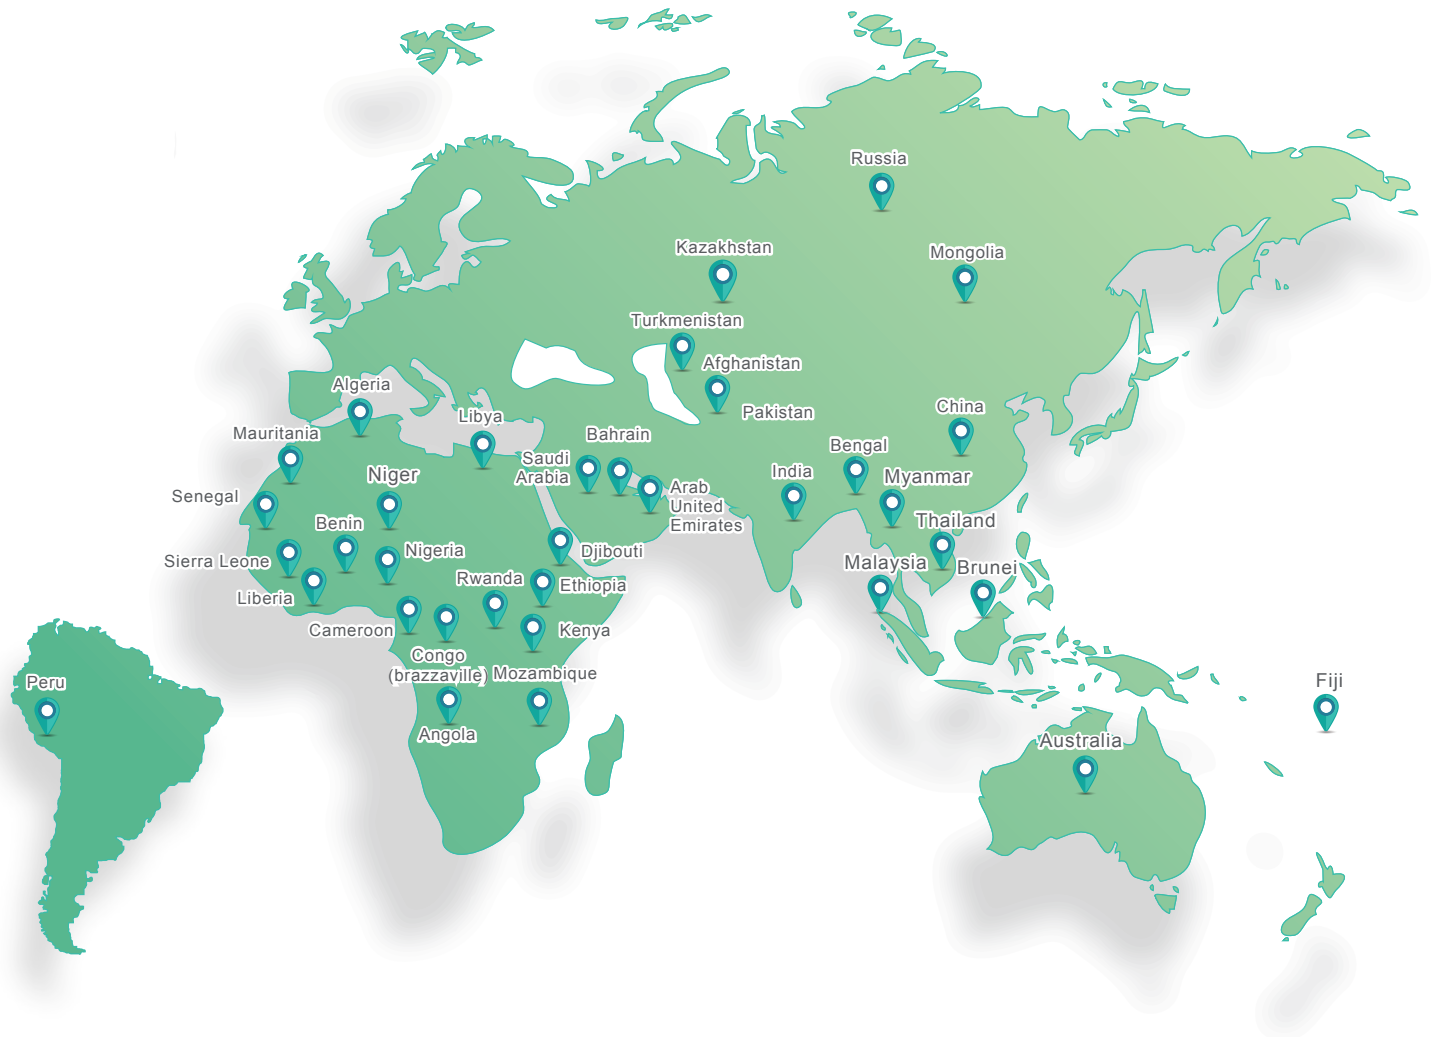 Russia
Kazakhstan
Mongolia
Turkmenistan
Afghanistan
Algeria
Pakistan
China
Libya
Mauritania
Bahrain
Bengal
Saudi
Arabia
India
Niger
Myanmar
Senegal
Arab
United
Emirates
Benin
Thailand
Nigeria
Djibouti
Sierra Leone
Malaysia
Brunei
Rwanda
Ethiopia
Liberia
Cameroon
Kenya
Congo
(brazzaville)
Mozambique
Peru
Fiji
Angola
Australia